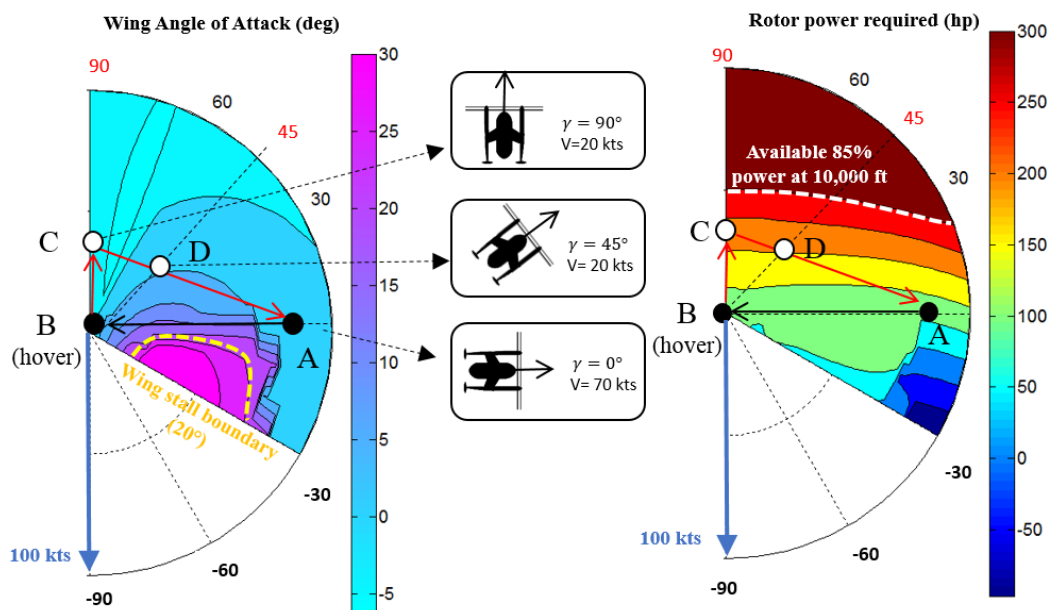 Wing Angle of Attack (deg)
90
60
45
30
C
D
B
(hover)
A
Wing stall boundary
(20°)
-30
-60
100 kts
-90
30
25
20
15
10
5
0
-5
γ = 90°
V=20 kts
γ = 45°
V= 20 kts
γ = 0°
V= 70 kts
Rotor power required (hp)
90
60
45
30
Available 85%
power at 10,000 ft
C
D
B
(hover)
A
-30
-60
100 kts
-90
300
250
200
150
100
50
0
-50